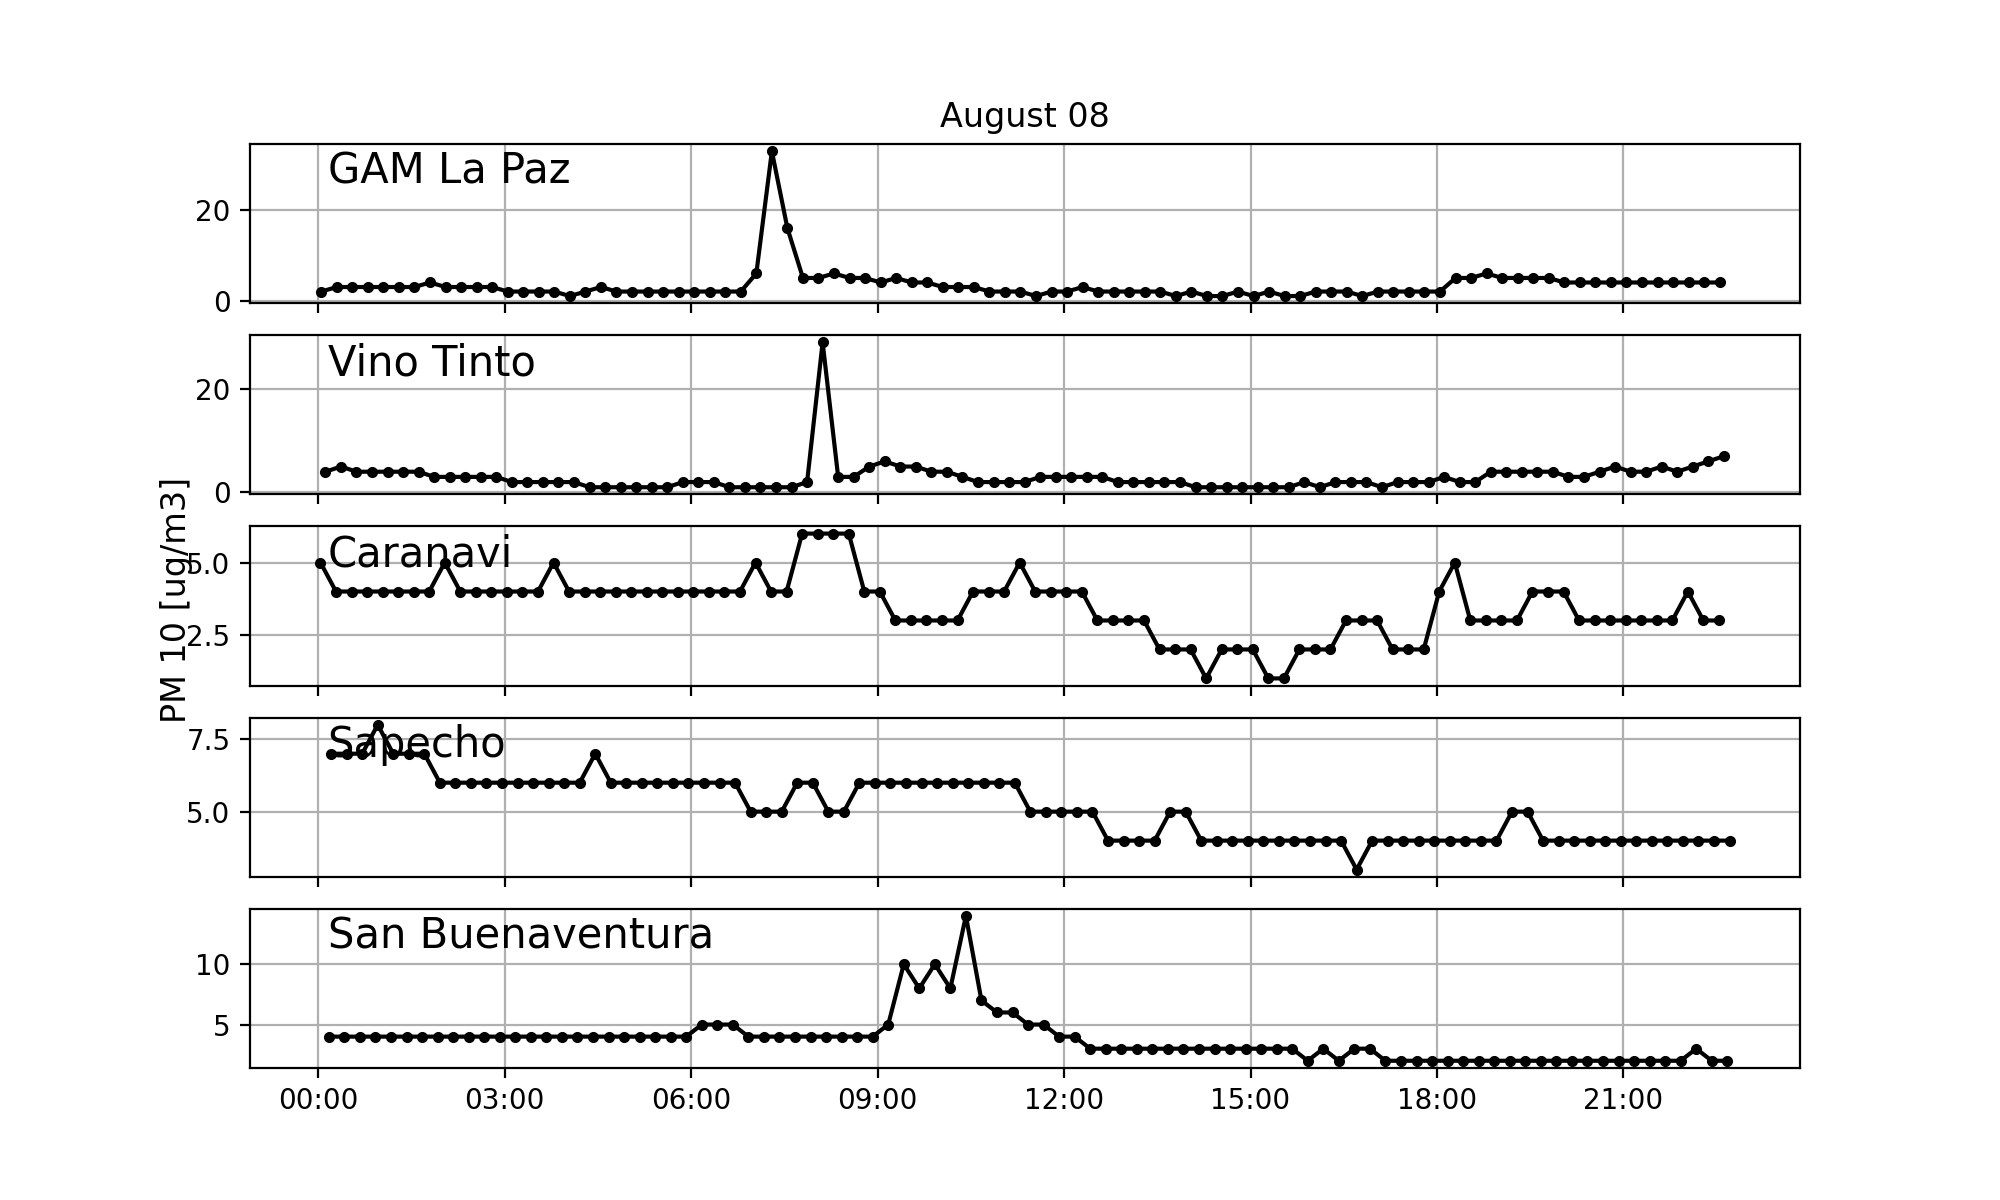 August 08
GAM La Paz
20
0
Vino Tinto
20
0
PM 10 [ug/m3]
Caranavi
5.0
2.5
Sapecho
7.5
5.0
San Buenaventura
10
5
00:00 03:00 06:00 09:00 12:00 15:00 18:00 21:00